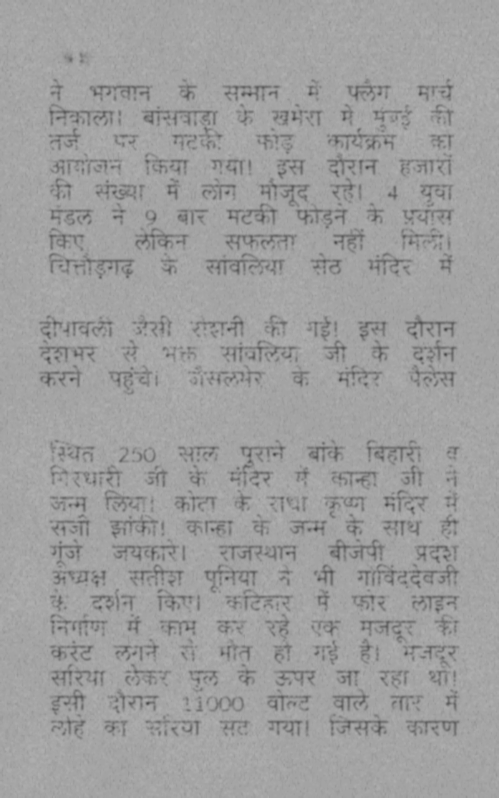 ने भगवान के सम्मान में फ्लैग मार्च
निकाला। बांसवाड़ा के खमेरा में मुंबई की
तर्ज पर मटकी फोड़ कार्यक्रम का
आयोजन किया गया। इस दौरान हजारों
की संख्या में लोग मौजूद रहे। 4 युवा
मंडल ने 9 बार मटकी फोड़ने के प्रयास
किए लेकिन सफलता नहीं मिली।
चित्तौड़गढ़ के सांवलिया सेठ मंदिर में
दीपावली जैसी रोशनी की गई! इस दौरान
देशभर से भक्त सांवलिया जी के दर्शन
करने पहुंचे। जैसलमेर के मंदिर पैलेस
स्थित 250 साल पुराने बांके बिहारी व
गिरधारी जी के मंदिर में कान्हा जी ने
जन्म लिया। कोटा के राधा कृष्ण मंदिर में
सजी झांकी! कान्हा के जन्म के साथ ही
गूंजे जयकारे। राजस्थान बीजेपी प्रदेश
अध्यक्ष सतीश पूनिया ने भी गोविंददेवजी
के दर्शन किए। कटिहार में फोर लाइन
निर्माण में काम कर रहे एक मजदूर की
करंट लगने से मौत हो गई है। मजदूर
सरिया लेकर पुल के ऊपर जा रहा था!
इसी दौरान 11000 वोल्ट वाले तार में
लोहे का सरिया सट गया। जिसके कारण